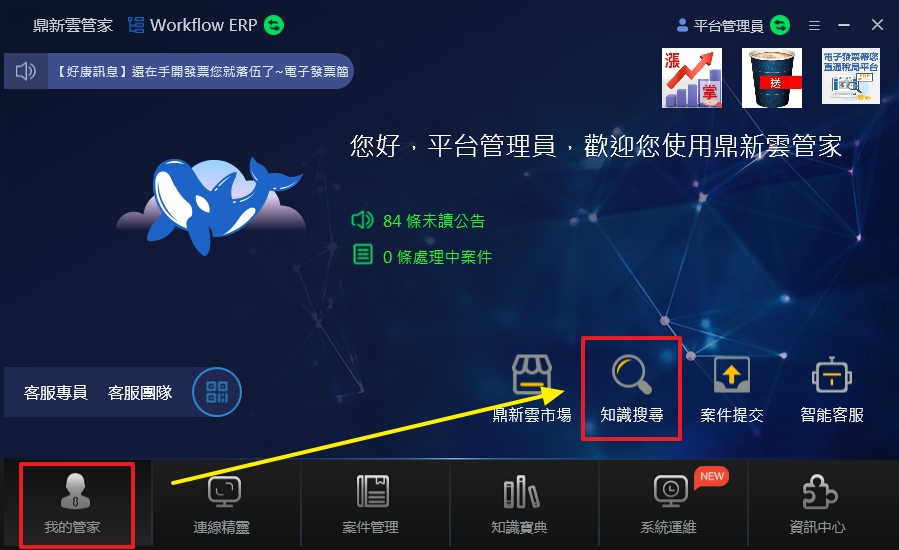 鼎新雲管家 Workflow ERP 平台管理員
【好康訊息】還在手開發票您就落伍了~電子發票簡
漲
掌
送
電子發票帶您
直通稅局平台
您好，平台管理員，歡迎您使用鼎新雲管家
84 條未讀公告
0 條處理中案件
客服專員 客服團隊
鼎新雲市場 知識搜尋 案件提交 智能客服
NEW
8
我的管家 連線精靈 案件管理 知識寶典 系統運維 資訊中心